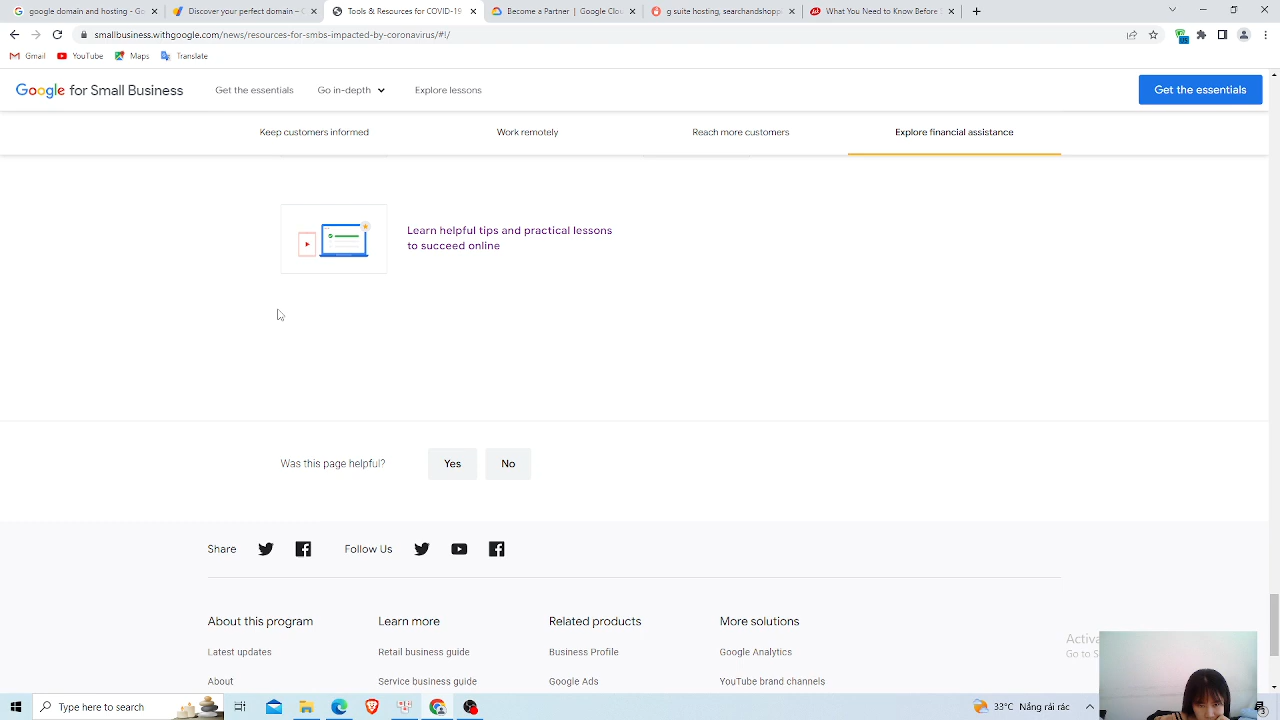 google domain and hosting - Go
Discover your perfect domain – G
Tools & Resources for COVID-19
Become a Partner | Google Clou
g suite hosting, searchandshopp
What You Need to Know Before
smallbusiness.withgoogle.com/news/resources-for-smbs-impacted-by-coronavirus/#!/
Gmail
YouTube
Maps
Translate
Google for Small Business
Get the essentials
Go in-depth
Explore lessons
Get the essentials
Keep customers informed
Work remotely
Reach more customers
Explore financial assistance
Learn helpful tips and practical lessons
to succeed online
Was this page helpful?
Yes
No
Share
Follow Us
About this program
Learn more
Related products
More solutions
Latest updates
Retail business guide
Business Profile
Google Analytics
About
Service business guide
Google Ads
YouTube brand channels
Activa
Go to S
Type here to search
33°C Nắng rải rác
3